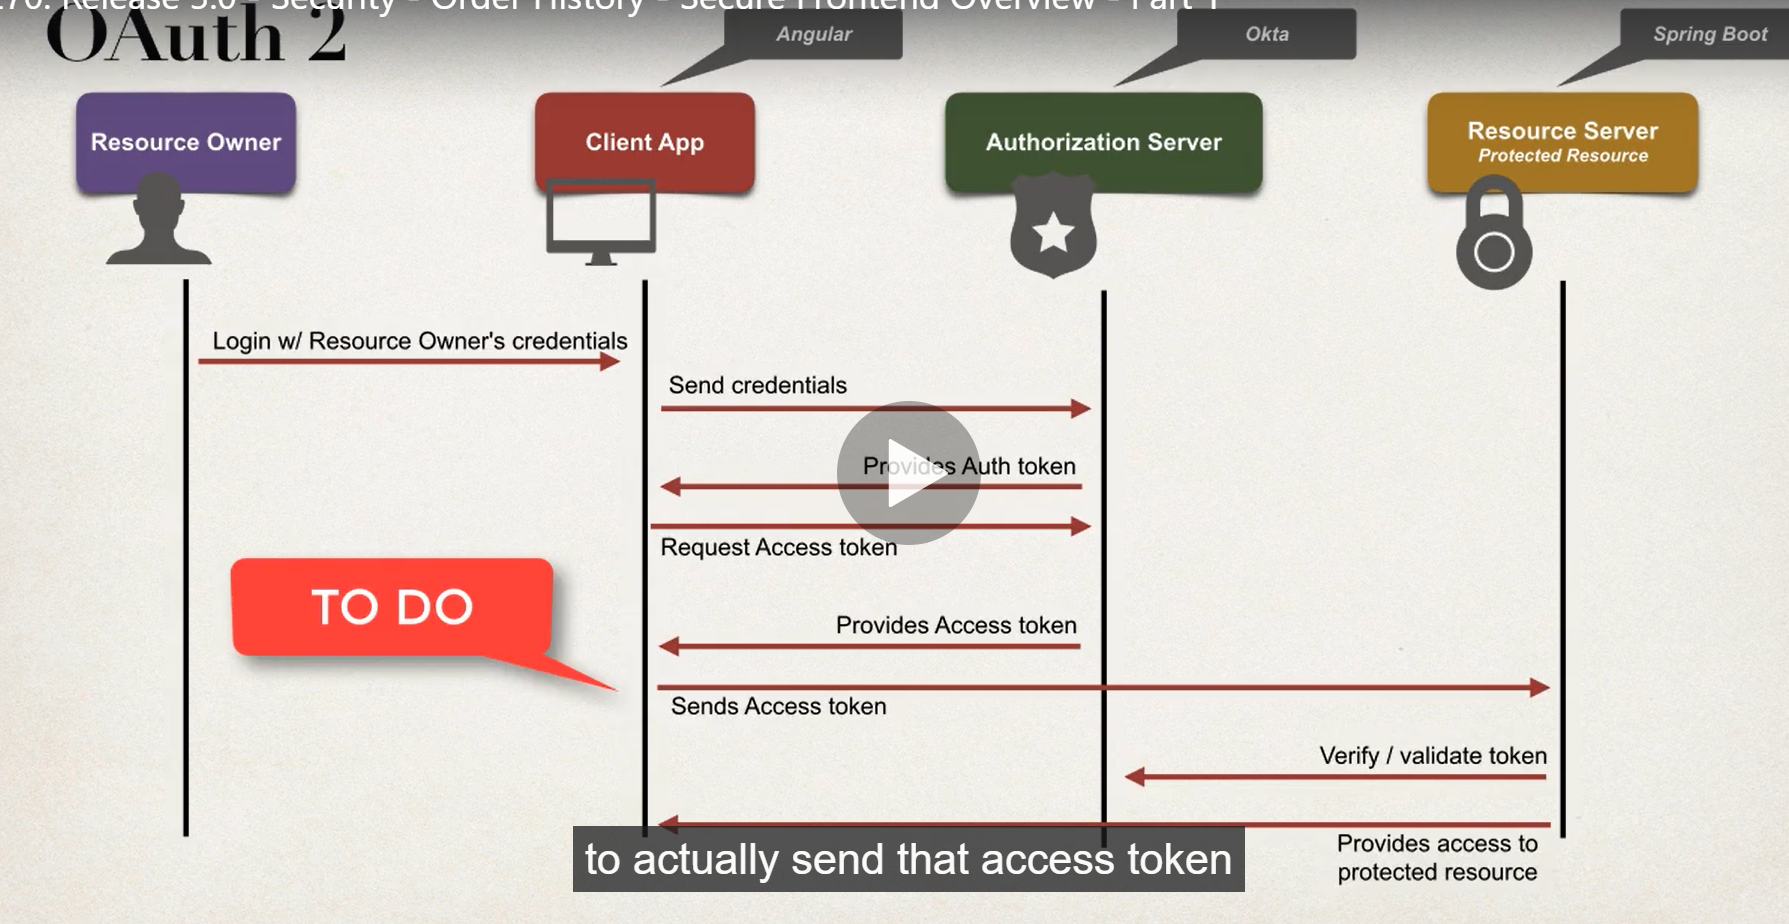 270. Release 3.0 - Security - Order History - Secure Frontend Overview - Part 1
OAuth 2
Angular
Okta
Spring Boot
Resource Owner
Client App
Authorization Server
Resource Server
Protected Resource
Login w/ Resource Owner's credentials
Send credentials
Provides Auth token
Request Access token
TO DO
Provides Access token
Sends Access token
Verify / validate token
Provides access to
protected resource
to actually send that access token